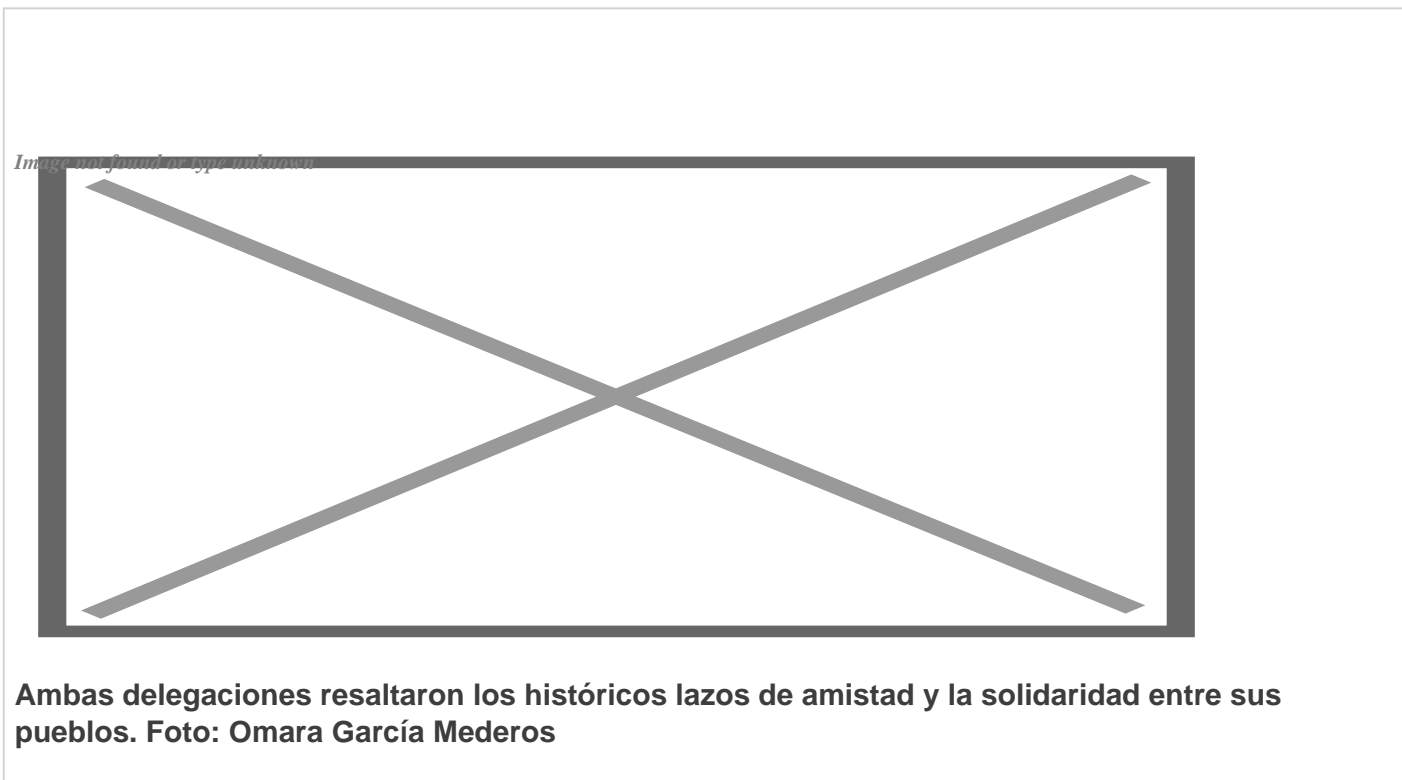 Image not found or type unknown
Ambas delegaciones resaltaron los históricos lazos de amistad y la solidaridad entre sus
pueblos. Foto: Omara García Mederos